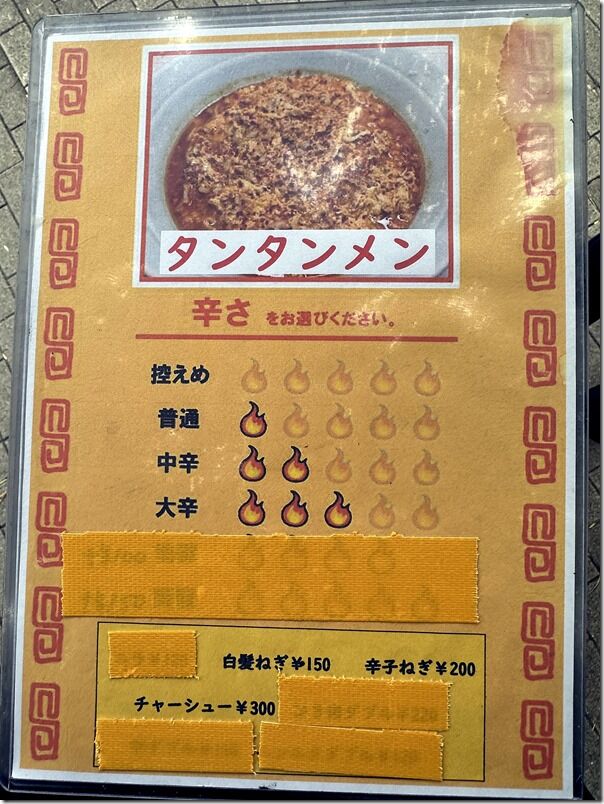 タンタンメン
辛さ をお選びください。
控えめ
普通
中辛
大辛
白髪ねぎ¥150 辛子ねぎ¥200
チャーシュー¥300